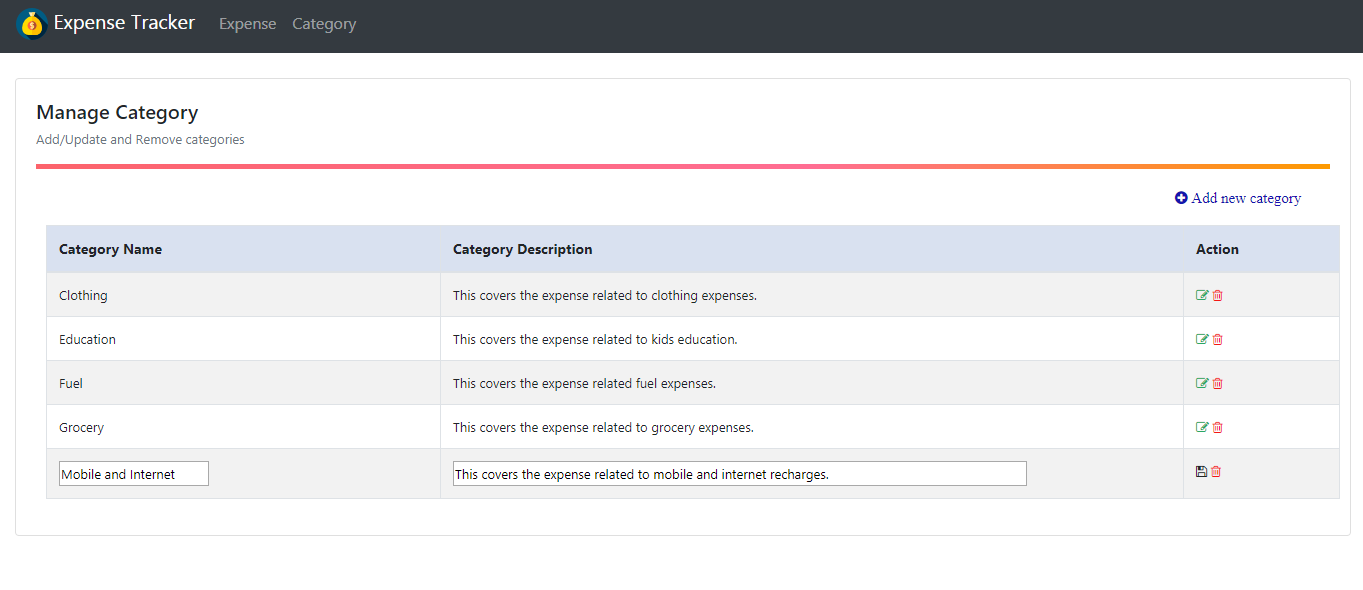 Expense Tracker Expense Category
Manage Category
Add/Update and Remove categories
Add new category
Category Name Category Description Action
Clothing This covers the expense related to clothing expenses.
Education This covers the expense related to kids education.
Fuel This covers the expense related fuel expenses.
Grocery This covers the expense related to grocery expenses.
Mobile and Internet This covers the expense related to mobile and internet recharges.